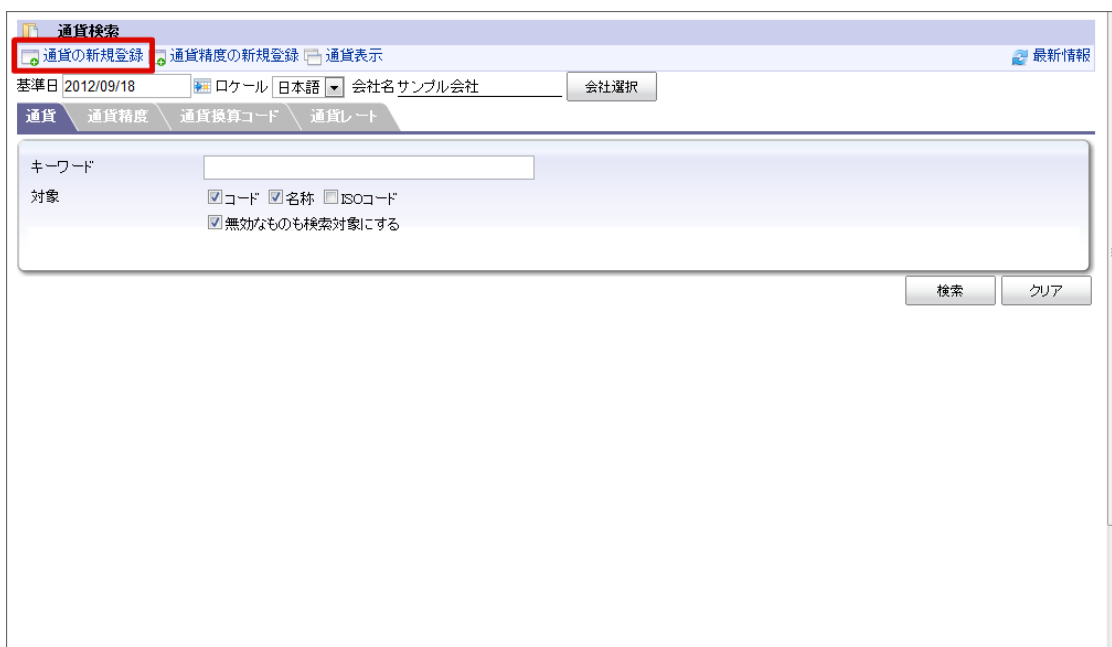 通貨検索
通貨の新規登録 通貨精度の新規登録 通貨表示 最新情報
基準日 2012/09/18 ロケール 日本語 会社名 サンプル会社 会社選択
通貨 通貨精度 通貨換算コード 通貨レート
キーワード
対象 コード 名称 ISOコード
無効なものも検索対象にする
検索 クリア